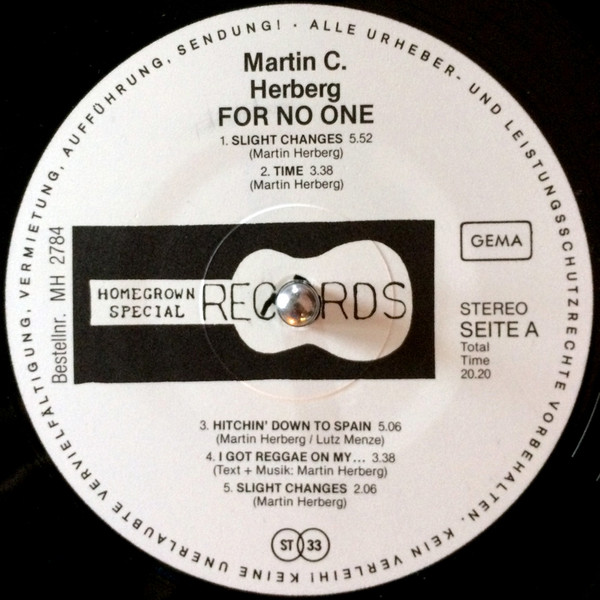 ALLE URHEBER- UND LEISTUNGSSCHUTZRECHTE VORBEHALTEN. KEIN VERLEIH! KEINE UNERLAUBTE VERVIELFÄLTIGUNG, VERMIETUNG, AUFFÜHRUNG, SENDUNG! ·
Martin C.
Herberg
FOR NO ONE
1. SLIGHT CHANGES 5.52
(Martin Herberg)
2. TIME 3.38
(Martin Herberg)
Bestellnr. MH 2784
HOMEGROWN
SPECIAL
RECORDS
GEMA
STEREO
SEITE A
Total
Time
20.20
3. HITCHIN' DOWN TO SPAIN 5.06
(Martin Herberg / Lutz Menze)
4. I GOT REGGAE ON MY... 3.38
(Text + Musik: Martin Herberg)
5. SLIGHT CHANGES 2.06
(Martin Herberg)
ST 33